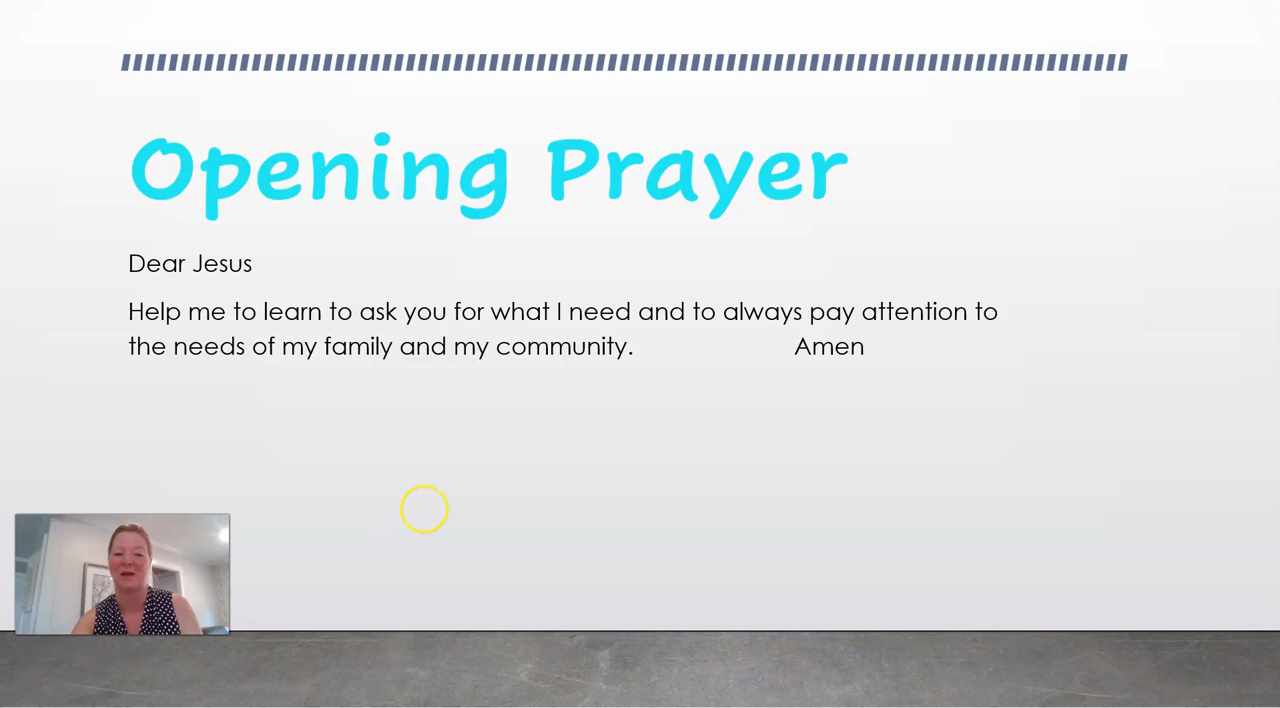 Opening Prayer
Dear Jesus
Help me to learn to ask you for what I need and to always pay attention to
the needs of my family and my community. Amen